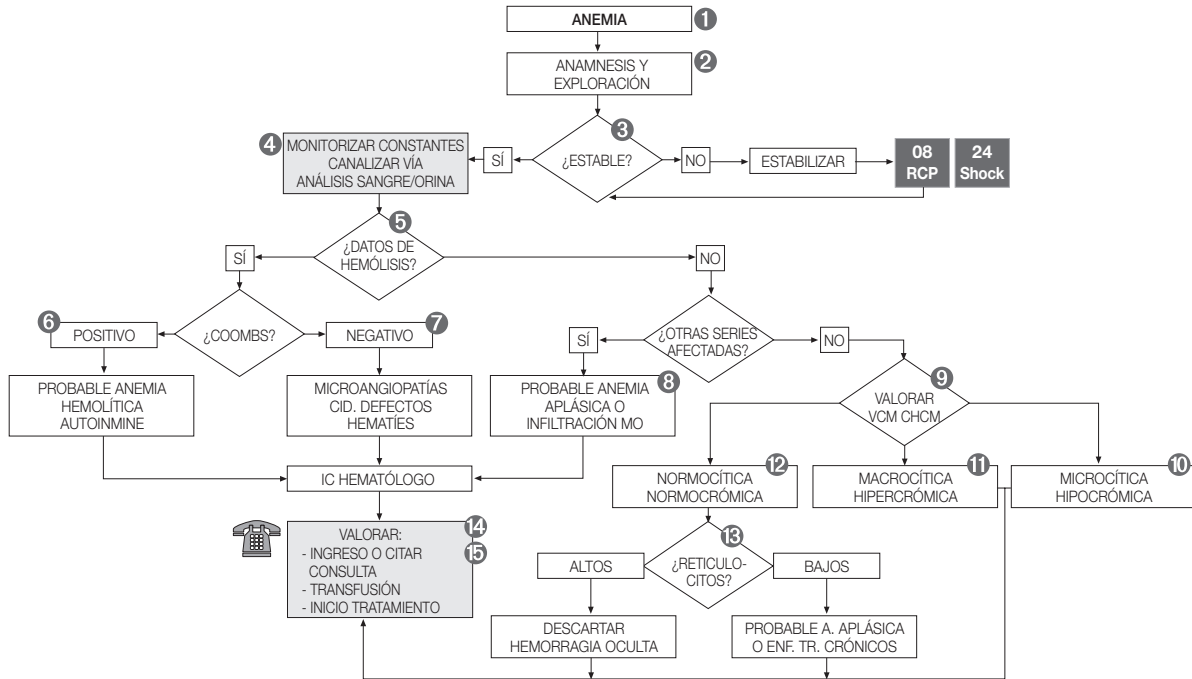 ANEMIA
1
ANAMNESIS Y
EXPLORACIÓN
2
3
¿ESTABLE?
SÍ
NO
ESTABILIZAR
08
RCP
24
Shock
4
MONITORIZAR CONSTANTES
CANALIZAR VÍA
ANÁLISIS SANGRE/ORINA
5
¿DATOS DE
HEMÓLISIS?
SÍ
NO
¿COOMBS?
6
POSITIVO
7
NEGATIVO
PROBABLE ANEMIA
HEMOLÍTICA
AUTOINMINE
MICROANGIOPATÍAS
CID. DEFECTOS
HEMATÍES
¿OTRAS SERIES
AFECTADAS?
SÍ
NO
8
PROBABLE ANEMIA
APLÁSICA O
INFILTRACIÓN MO
9
VALORAR
VCM CHCM
IC HEMATÓLOGO
12
NORMOCÍTICA
NORMOCRÓMICA
11
MACROCÍTICA
HIPERCRÓMICA
10
MICROCÍTICA
HIPOCRÓMICA
14
15
VALORAR:
- INGRESO O CITAR
CONSULTA
- TRANSFUSIÓN
- INICIO TRATAMIENTO
13
¿RETICULO-
CITOS?
ALTOS
BAJOS
DESCARTAR
HEMORRAGIA OCULTA
PROBABLE A. APLÁSICA
O ENF. TR. CRÓNICOS